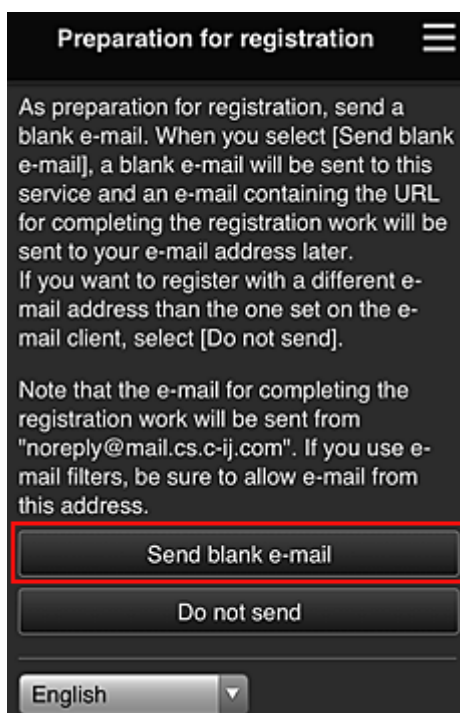 Preparation for registration
As preparation for registration, send a
blank e-mail. When you select [Send blank
e-mail], a blank e-mail will be sent to this
service and an e-mail containing the URL
for completing the registration work will be
sent to your e-mail address later.
If you want to register with a different e-
mail address than the one set on the e-
mail client, select [Do not send].
Note that the e-mail for completing the
registration work will be sent from
"noreply@mail.cs.c-ij.com". If you use e-
mail filters, be sure to allow e-mail from
this address.
Send blank e-mail
Do not send
English